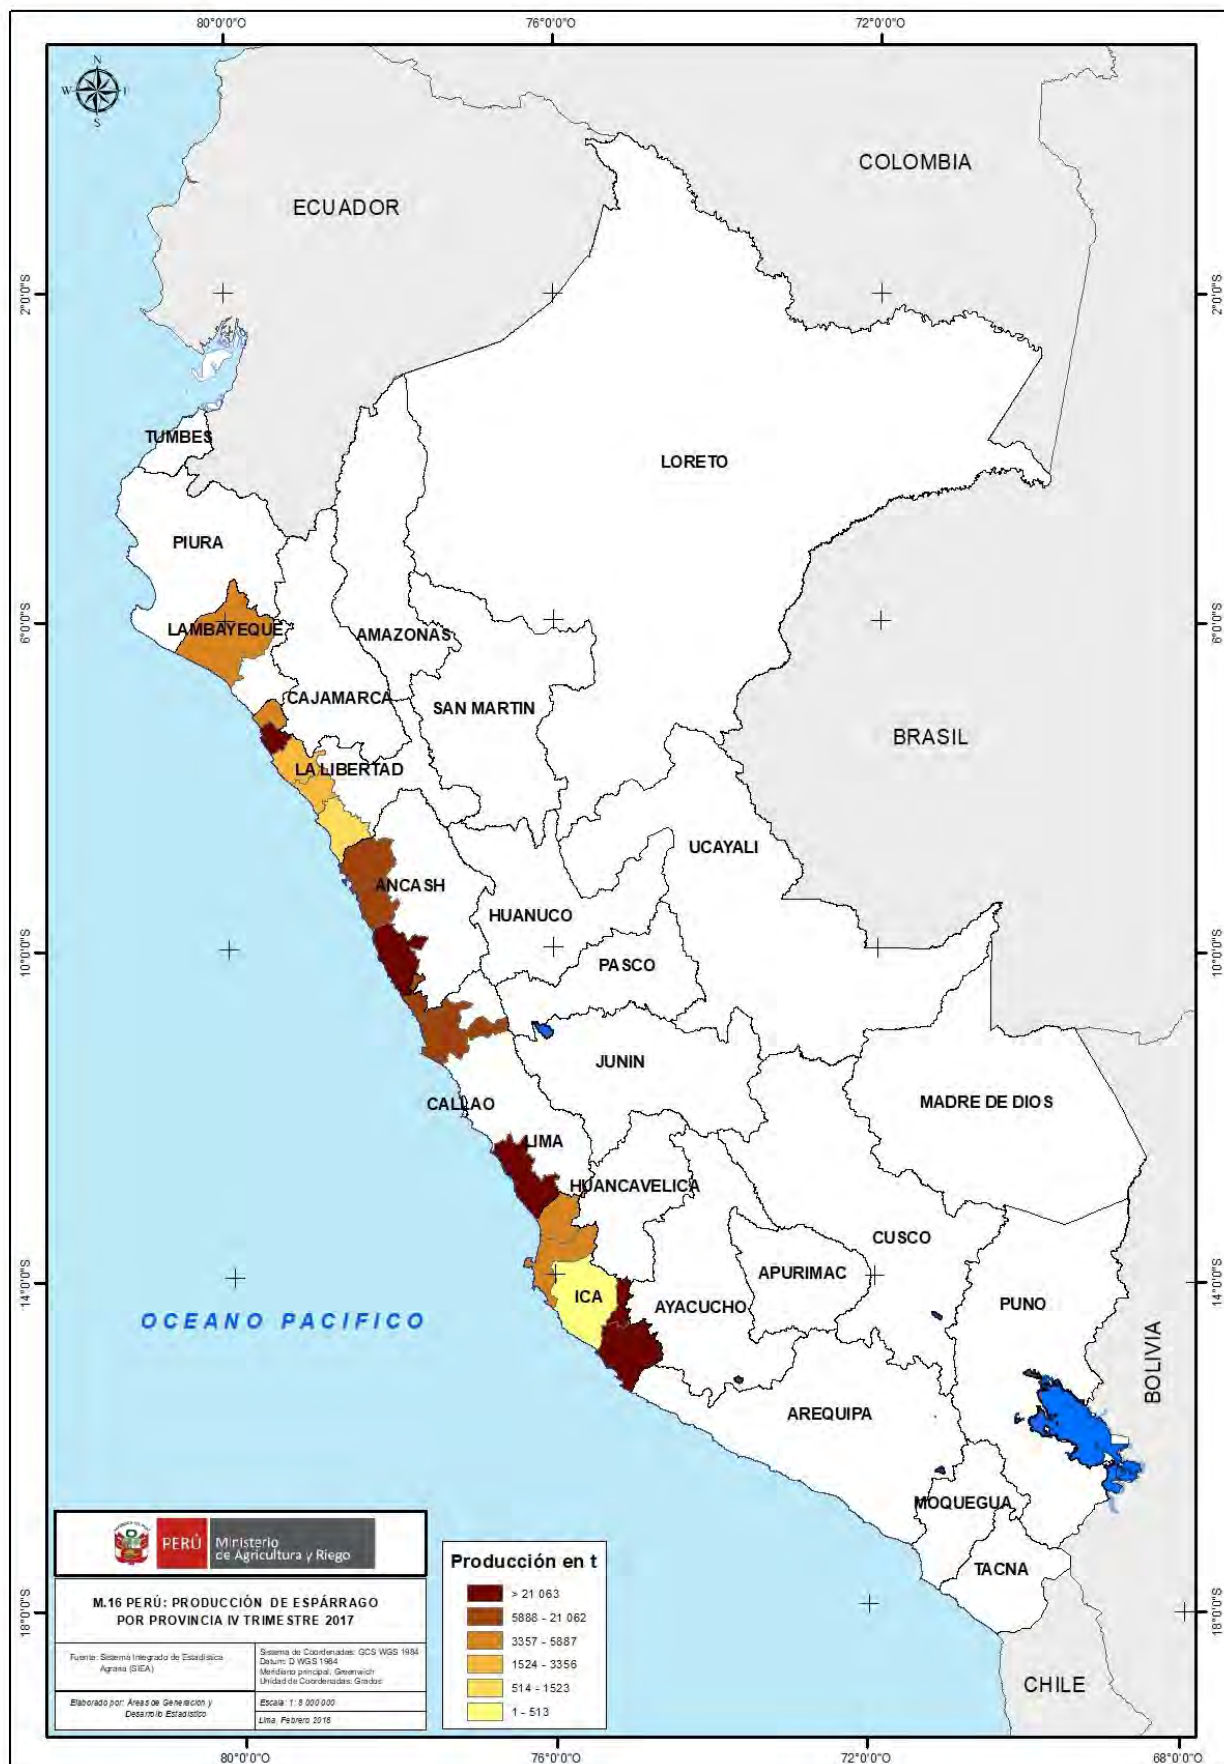 80°0'0"O 76°0'0"O 72°0'0"O
N
W
S
COLOMBIA
ECUADOR
2°0'0"S 2°0'0"S
TUMBES
LORETO
PIURA
6°0'0"S 6°0'0"S
LAMBAYEQUE
AMAZONAS
CAJAMARCA
SAN MARTIN
BRASIL
LA LIBERTAD
UCAYALI
ANCASH
HUANUCO
10°0'0"S 10°0'0"S
PASCO
JUNIN
MADRE DE DIOS
CALLAO
LIMA
HUANCAVELICA
CUSCO
APURIMAC
14°0'0"S 14°0'0"S
ICA
AYACUCHO
PUNO
OCEANO PACIFICO
BOLIVIA
AREQUIPA
MOQUEGUA
TACNA
PERÚ Ministerio
de Agricultura y Riego
M.16 PERÚ: PRODUCCIÓN DE ESPÁRRAGO
POR PROVINCIA IV TRIMESTRE 2017
Fuente: Sistema Integrado de Estadística
Agraria (SIEA)
Sistema de Coordenadas: GCS WGS 1984
Datum: D WGS 1984
Meridiano principal: Greenwich
Unidad de Coordenadas: Grados
Elaborado por: Áreas de Generación y
Desarrollo Estadístico
Escala: 1: 8 000 000
Lima, Febrero 2018
Producción en t
> 21 063
5888 - 21 062
3357 - 5887
1524 - 3356
514 - 1523
1 - 513
18°0'0"S 18°0'0"S
CHILE
80°0'0"O 76°0'0"O 72°0'0"O 68°0'0"O